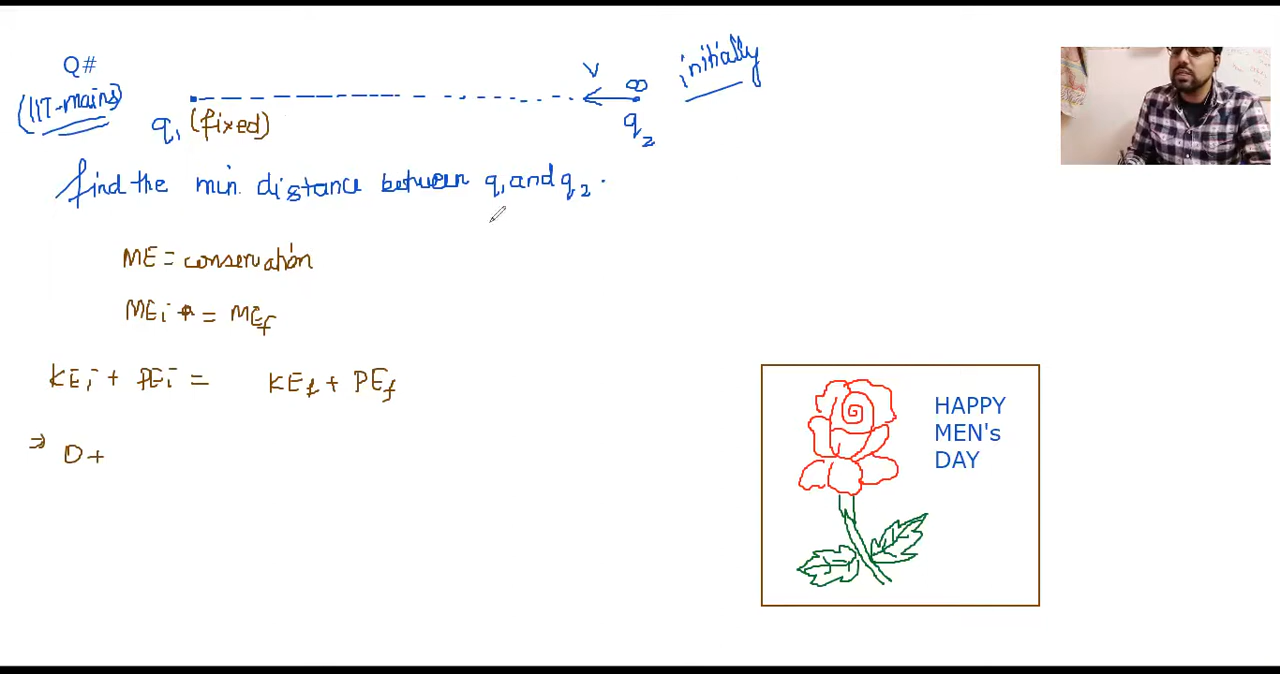 Q#
(IIT-mains)
V
∞
initially
q₁ (fixed)
q₂
find the min. distance between q₁ and q₂.
ME = conservation
MEi = MEf
KEi + PEi = KEf + PEf
⇒ 0 +
HAPPY
MEN's
DAY